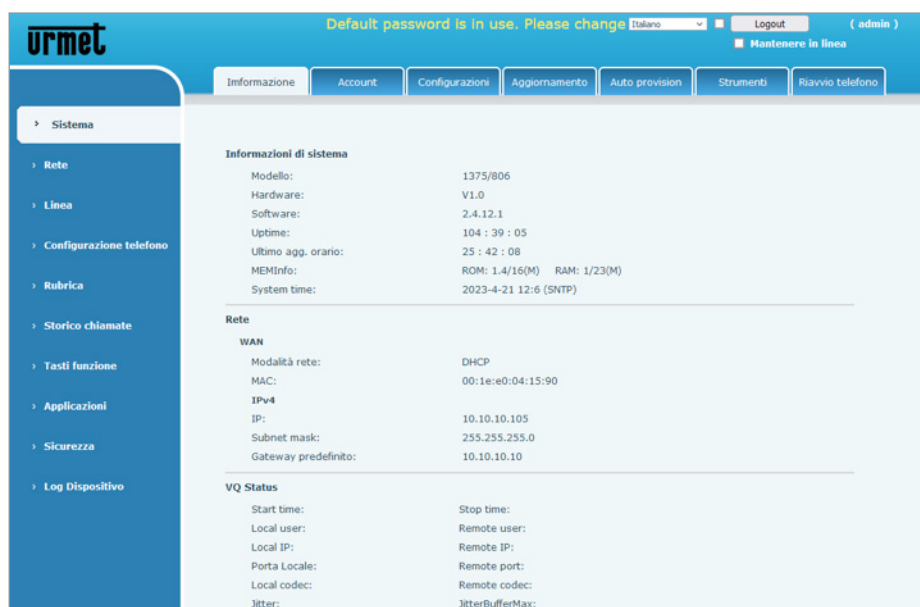 urmet
Default password is in use. Please change
Italiano
Logout
( admin )
Mantenere in linea
Imformazione
Account
Configurazioni
Aggiornamento
Auto provision
Strumenti
Riavvio telefono
› Sistema
› Rete
› Linea
› Configurazione telefono
› Rubrica
› Storico chiamate
› Tasti funzione
› Applicazioni
› Sicurezza
› Log Dispositivo
Informazioni di sistema
Modello: 1375/806
Hardware: V1.0
Software: 2.4.12.1
Uptime: 104 : 39 : 05
Ultimo agg. orario: 25 : 42 : 08
MEMInfo: ROM: 1.4/16(M) RAM: 1/23(M)
System time: 2023-4-21 12:6 (SNTP)
Rete
WAN
Modalità rete: DHCP
MAC: 00:1e:e0:04:15:90
IPv4
IP: 10.10.10.105
Subnet mask: 255.255.255.0
Gateway predefinito: 10.10.10.10
VQ Status
Start time: Stop time:
Local user: Remote user:
Local IP: Remote IP:
Porta Locale: Remote port:
Local codec: Remote codec:
Jitter: JitterBufferMax: